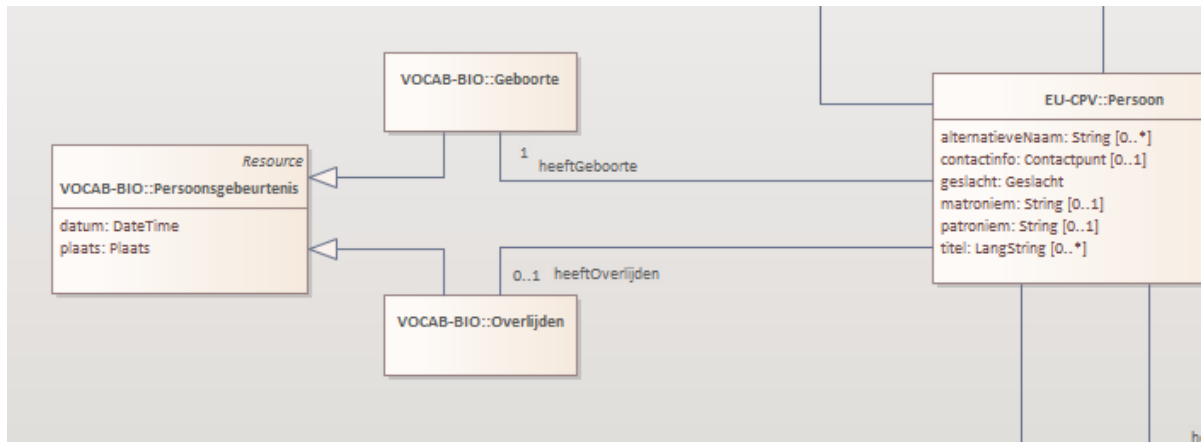 VOCAB-BIO::Geboorte
EU-CPV::Persoon
alternatieveNaam: String [0..*]
contactinfo: Contactpunt [0..1]
geslacht: Geslacht
matroniem: String [0..1]
patroniem: String [0..1]
titel: LangString [0..*]
1
heeftGeboorte
Resource
VOCAB-BIO::Persoonsgebeurtenis
datum: DateTime
plaats: Plaats
0..1 heeftOverlijden
VOCAB-BIO::Overlijden